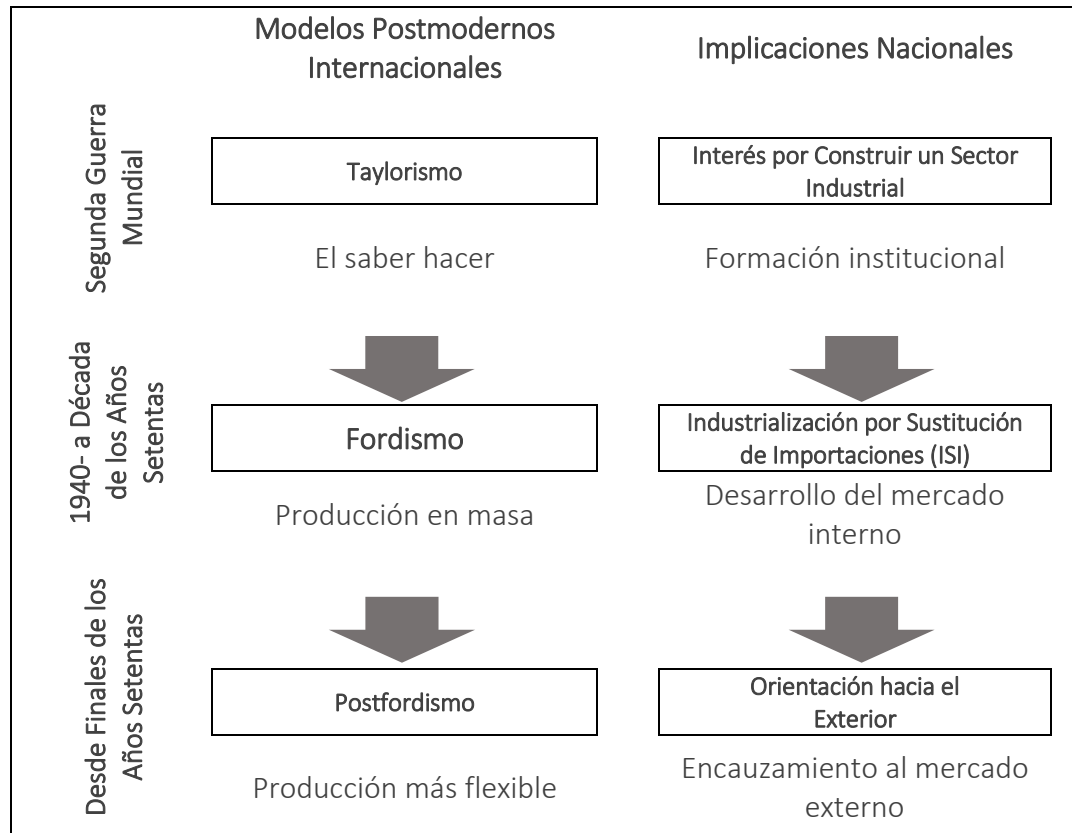 Modelos Postmodernos
Internacionales
Implicaciones Nacionales
Segunda Guerra
Mundial
Taylorismo
El saber hacer
Interés por Construir un Sector
Industrial
Formación institucional
1940- a Década
de los Años
Setentas
Fordismo
Producción en masa
Industrialización por Sustitución
de Importaciones (ISI)
Desarrollo del mercado
interno
Desde Finales de los
Años Setentas
Postfordismo
Producción más flexible
Orientación hacia el
Exterior
Encauzamiento al mercado
externo